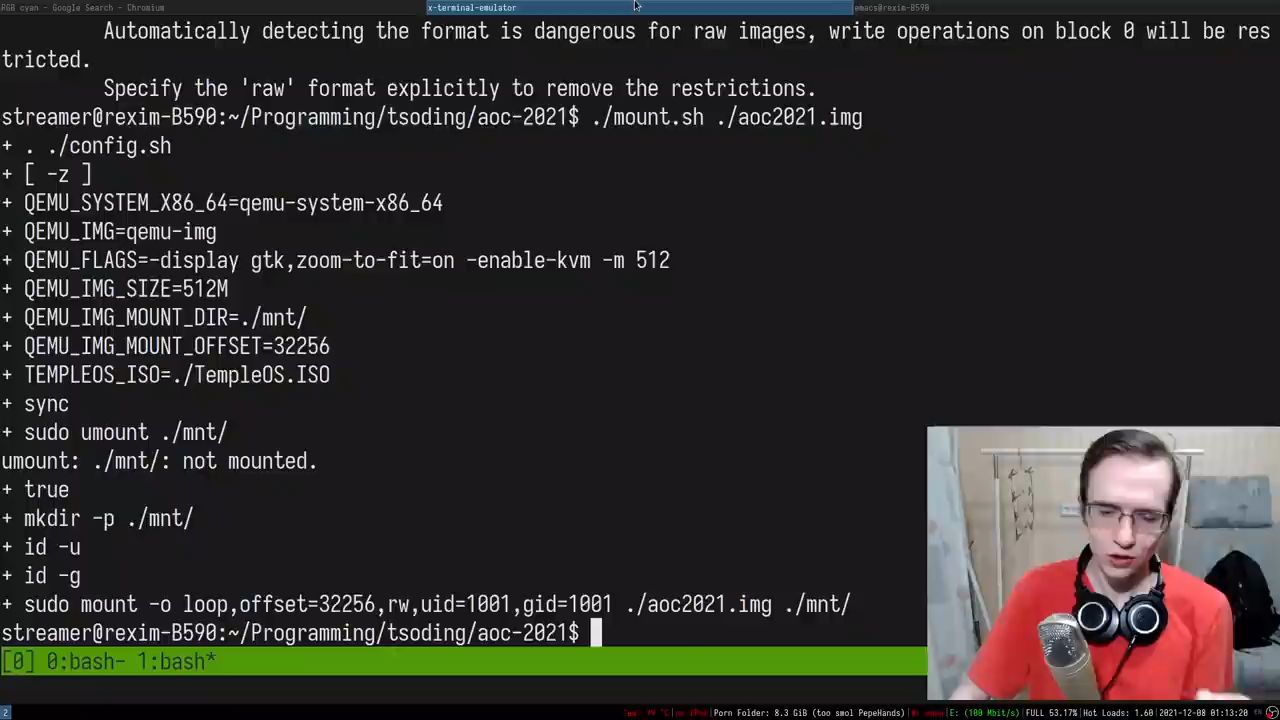 RGB cyan - Google Search - Chromium
x-terminal-emulator
emacs@rexim-B590
Automatically detecting the format is dangerous for raw images, write operations on block 0 will be res
tricted.
Specify the 'raw' format explicitly to remove the restrictions.
streamer@rexim-B590:~/Programming/tsoding/aoc-2021$ ./mount.sh ./aoc2021.img
+ . ./config.sh
+ [ -z ]
+ QEMU_SYSTEM_X86_64=qemu-system-x86_64
+ QEMU_IMG=qemu-img
+ QEMU_FLAGS=-display gtk,zoom-to-fit=on -enable-kvm -m 512
+ QEMU_IMG_SIZE=512M
+ QEMU_IMG_MOUNT_DIR=./mnt/
+ QEMU_IMG_MOUNT_OFFSET=32256
+ TEMPLEOS_ISO=./TempleOS.ISO
+ sync
+ sudo umount ./mnt/
umount: ./mnt/: not mounted.
+ true
+ mkdir -p ./mnt/
+ id -u
+ id -g
+ sudo mount -o loop,offset=32256,rw,uid=1001,gid=1001 ./aoc2021.img ./mnt/
streamer@rexim-B590:~/Programming/tsoding/aoc-2021$
[0] 0:bash- 1:bash*
2
Porn Folder: 8.3 GiB (too smol PepeHands)
E: (100 Mbit/s)
FULL 53.17%
Hot Loads: 1.60
2021-12-08 01:13:20